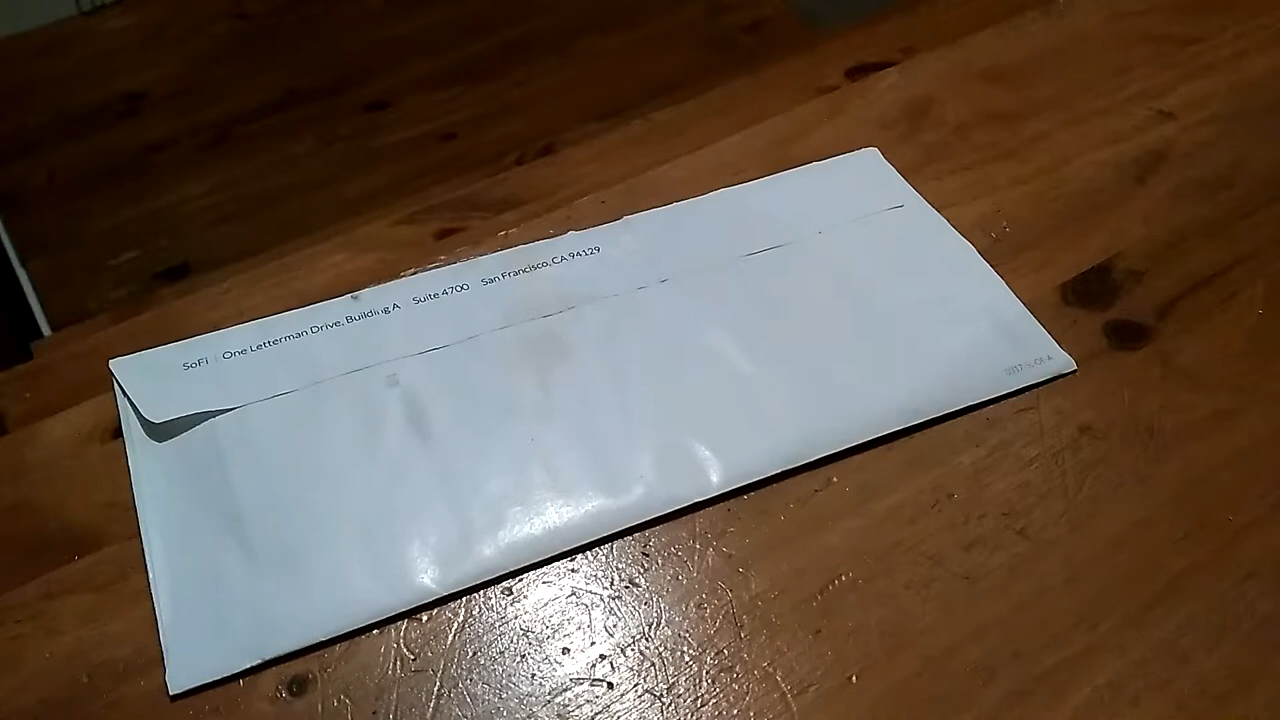 SoFi | One Letterman Drive, Building A Suite 4700 San Francisco, CA 94129